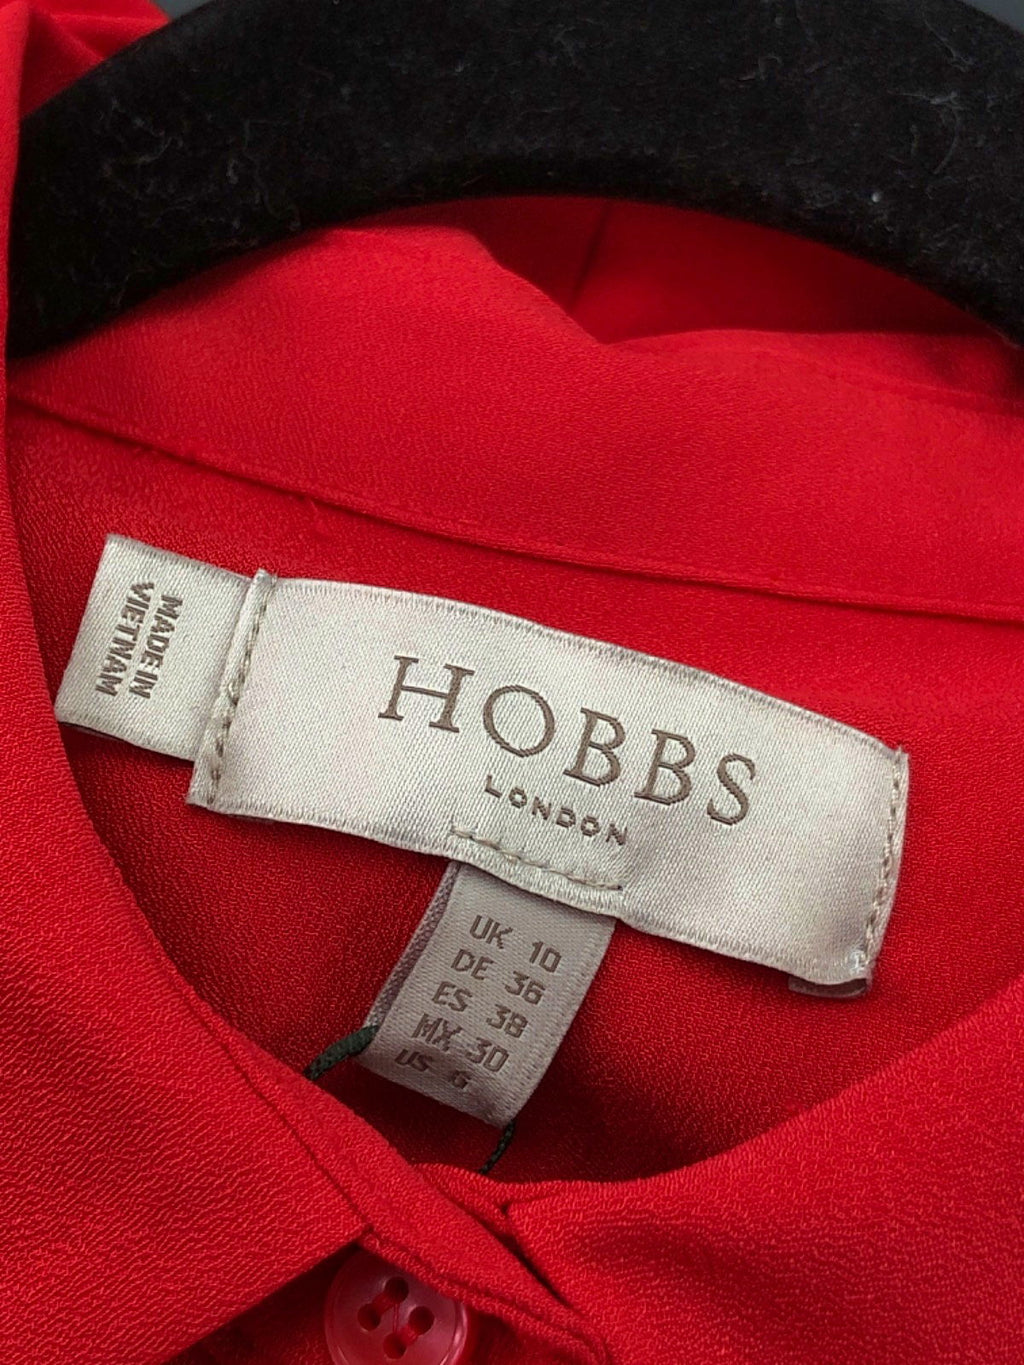 MADE IN
VIETNAM
HOBBS
LONDON
UK 10
DE 36
ES 38
MX 30
US 6